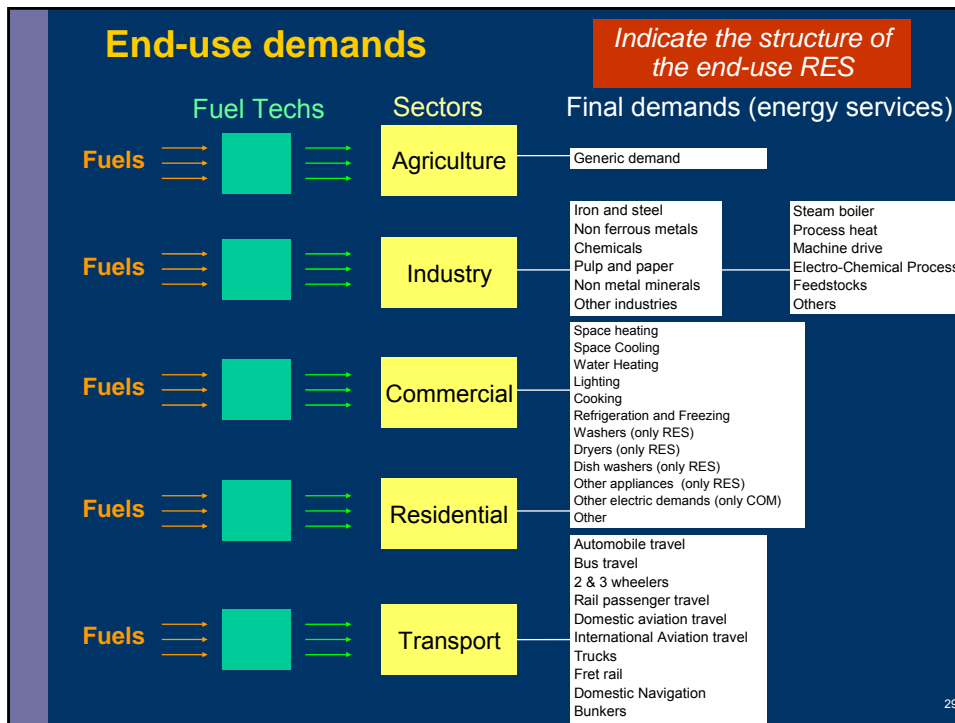 End-use demands
Indicate the structure of
the end-use RES
Fuel Techs
Sectors
Final demands (energy services)
Fuels
Agriculture
Generic demand
Fuels
Industry
Iron and steel
Non ferrous metals
Chemicals
Pulp and paper
Non metal minerals
Other industries
Steam boiler
Process heat
Machine drive
Electro-Chemical Process
Feedstocks
Others
Fuels
Commercial
Space heating
Space Cooling
Water Heating
Lighting
Cooking
Refrigeration and Freezing
Washers (only RES)
Dryers (only RES)
Dish washers (only RES)
Other appliances (only RES)
Other electric demands (only COM)
Other
Fuels
Residential
Fuels
Transport
Automobile travel
Bus travel
2 & 3 wheelers
Rail passenger travel
Domestic aviation travel
International Aviation travel
Trucks
Fret rail
Domestic Navigation
Bunkers
29